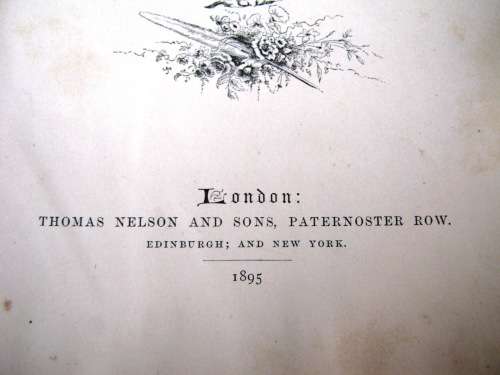 London:
THOMAS NELSON AND SONS, PATERNOSTER ROW.
EDINBURGH; AND NEW YORK.
1895